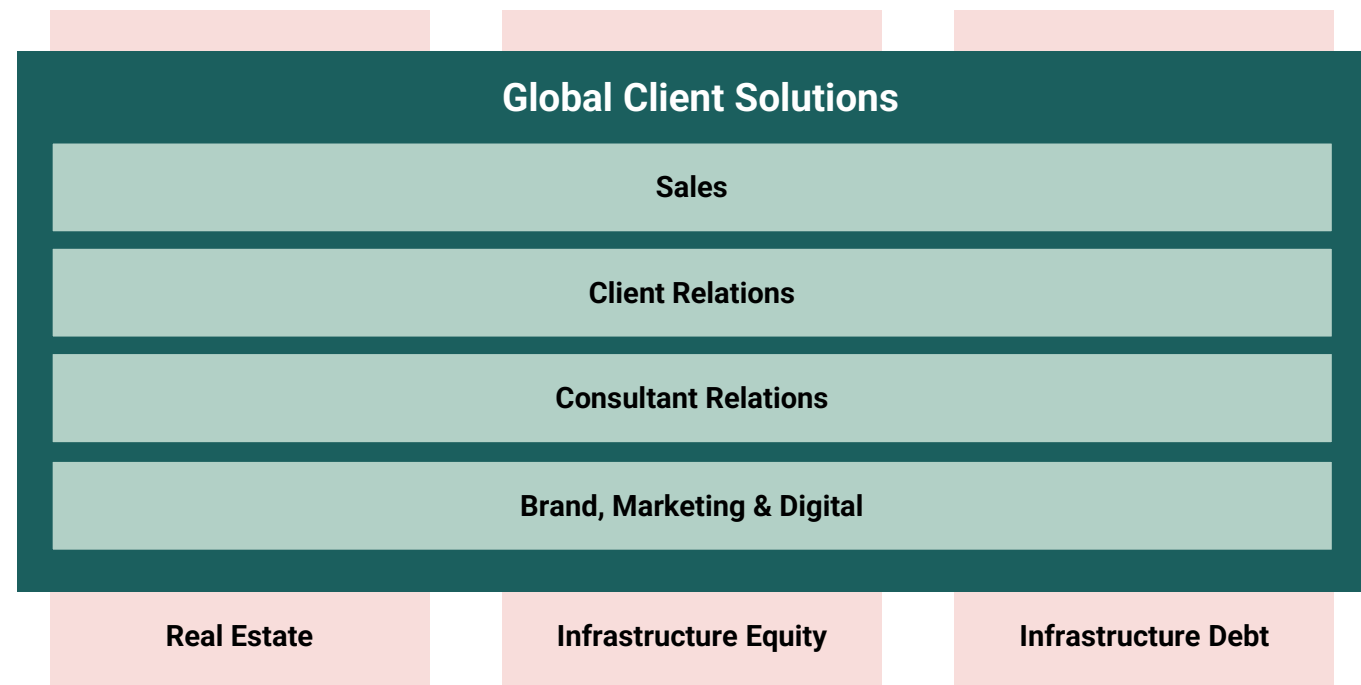 Global Client Solutions
Sales
Client Relations
Consultant Relations
Brand, Marketing & Digital
Real Estate
Infrastructure Equity
Infrastructure Debt